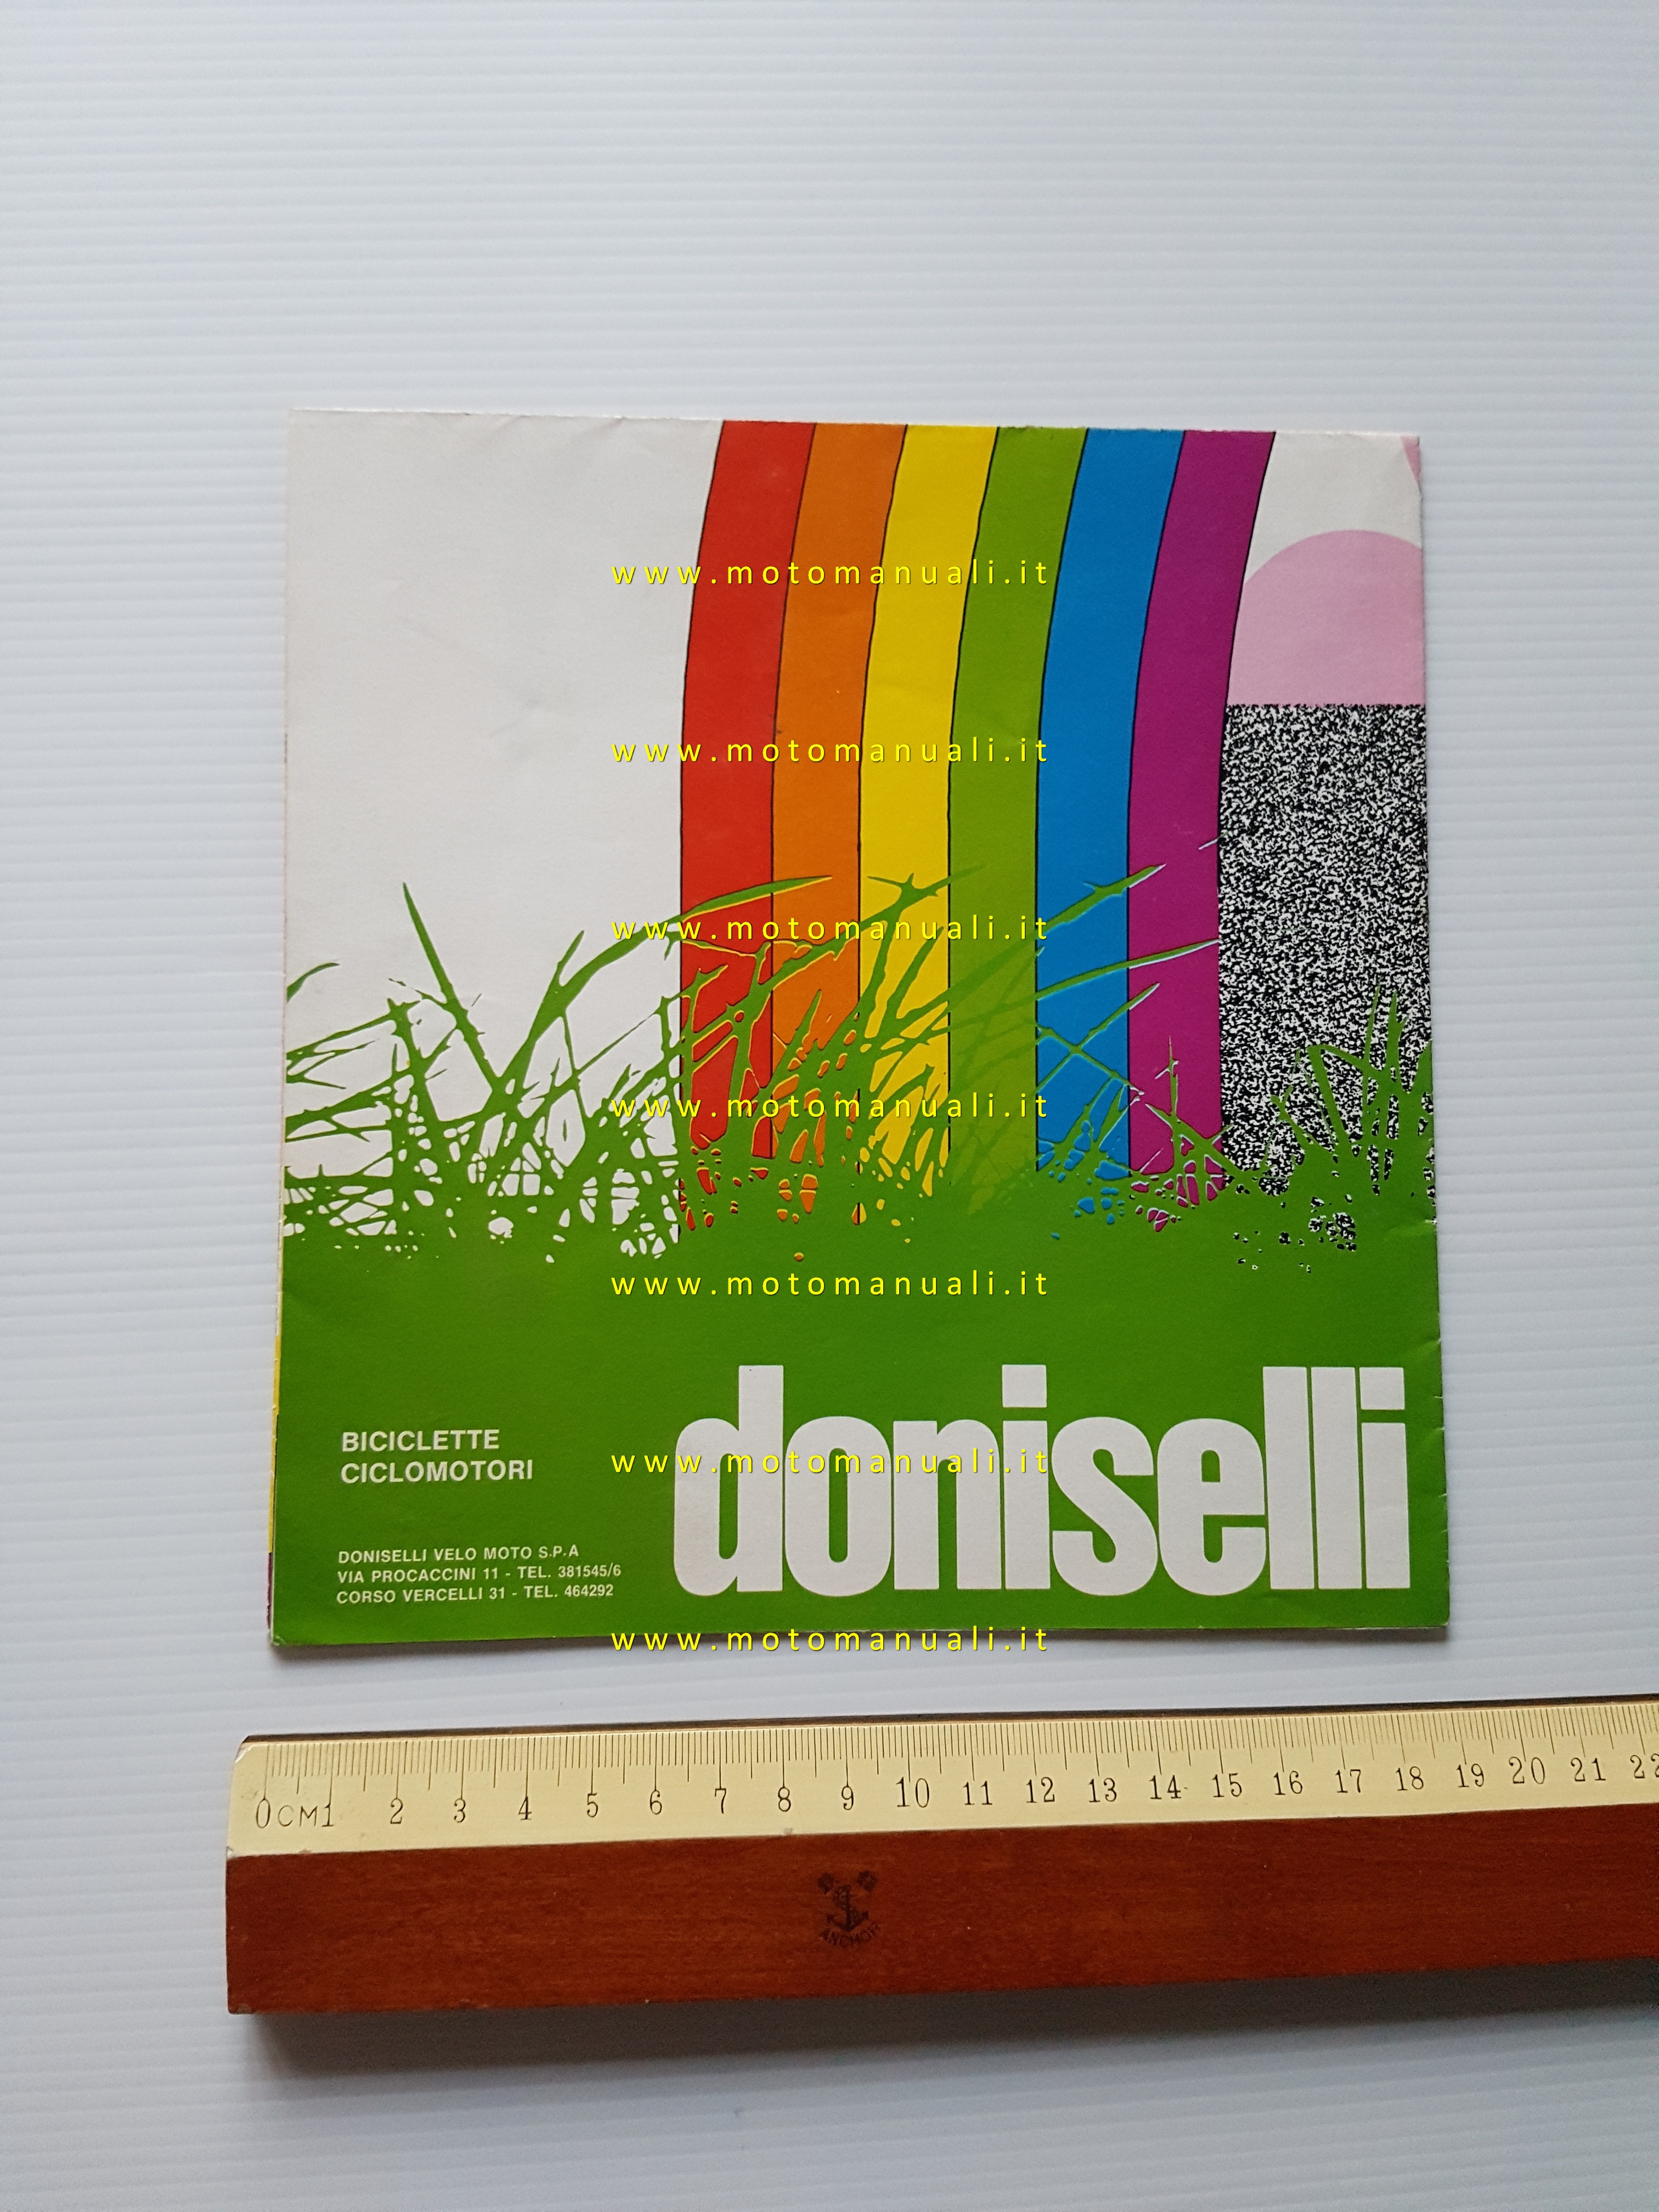 www.motomanuali.it
www.motomanuali.it
www.motomanuali.it
www.motomanuali.it
www.motomanuali.it
BICICLETTE
CICLOMOTORI
doniselli
www.motomanuali.it
DONISELLI VELO MOTO S.P.A
VIA PROCACCINI 11 - TEL. 381545/6
CORSO VERCELLI 31 - TEL. 464292
www.motomanuali.it
0CM1 2 3 4 5 6 7 8 9 10 11 12 13 14 15 16 17 18 19 20 21 22
ANCHOR